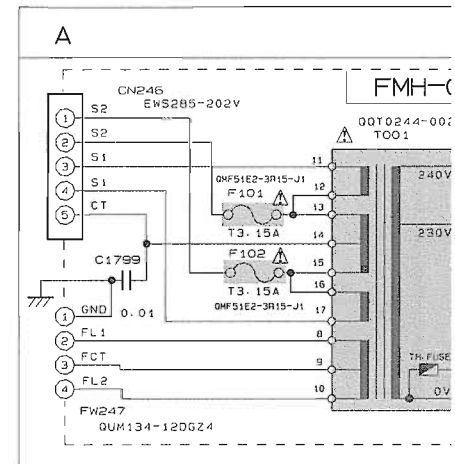 A
CN246
EWS285-202V
FMH-
QQT0244-002
T001
1 S2
2 S2
3 S1
4 S1
5 CT
QMF51E2-3R15-J1
F101
T3.15A
F102
T3.15A
QMF51E2-3R15-J1
C1799
0.01
11
12
13
14
15
16
17
8
9
10
240V
230V
TH.FUSE
0V
1 GND
2 FL1
3 FCT
4 FL2
FW247
QUM134-12DGZ4